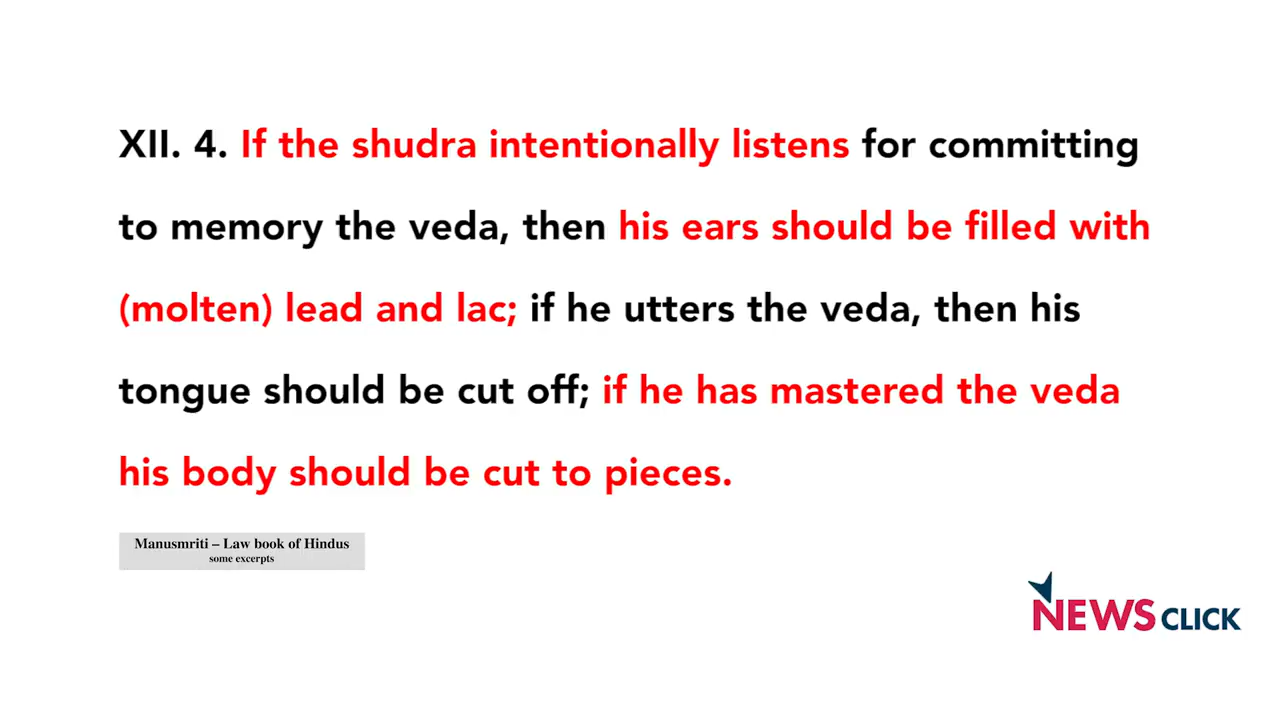 XII. 4. If the shudra intentionally listens for committing
to memory the veda, then his ears should be filled with
(molten) lead and lac; if he utters the veda, then his
tongue should be cut off; if he has mastered the veda
his body should be cut to pieces.
Manusmriti – Law book of Hindus
some excerpts
NEWSCLICK